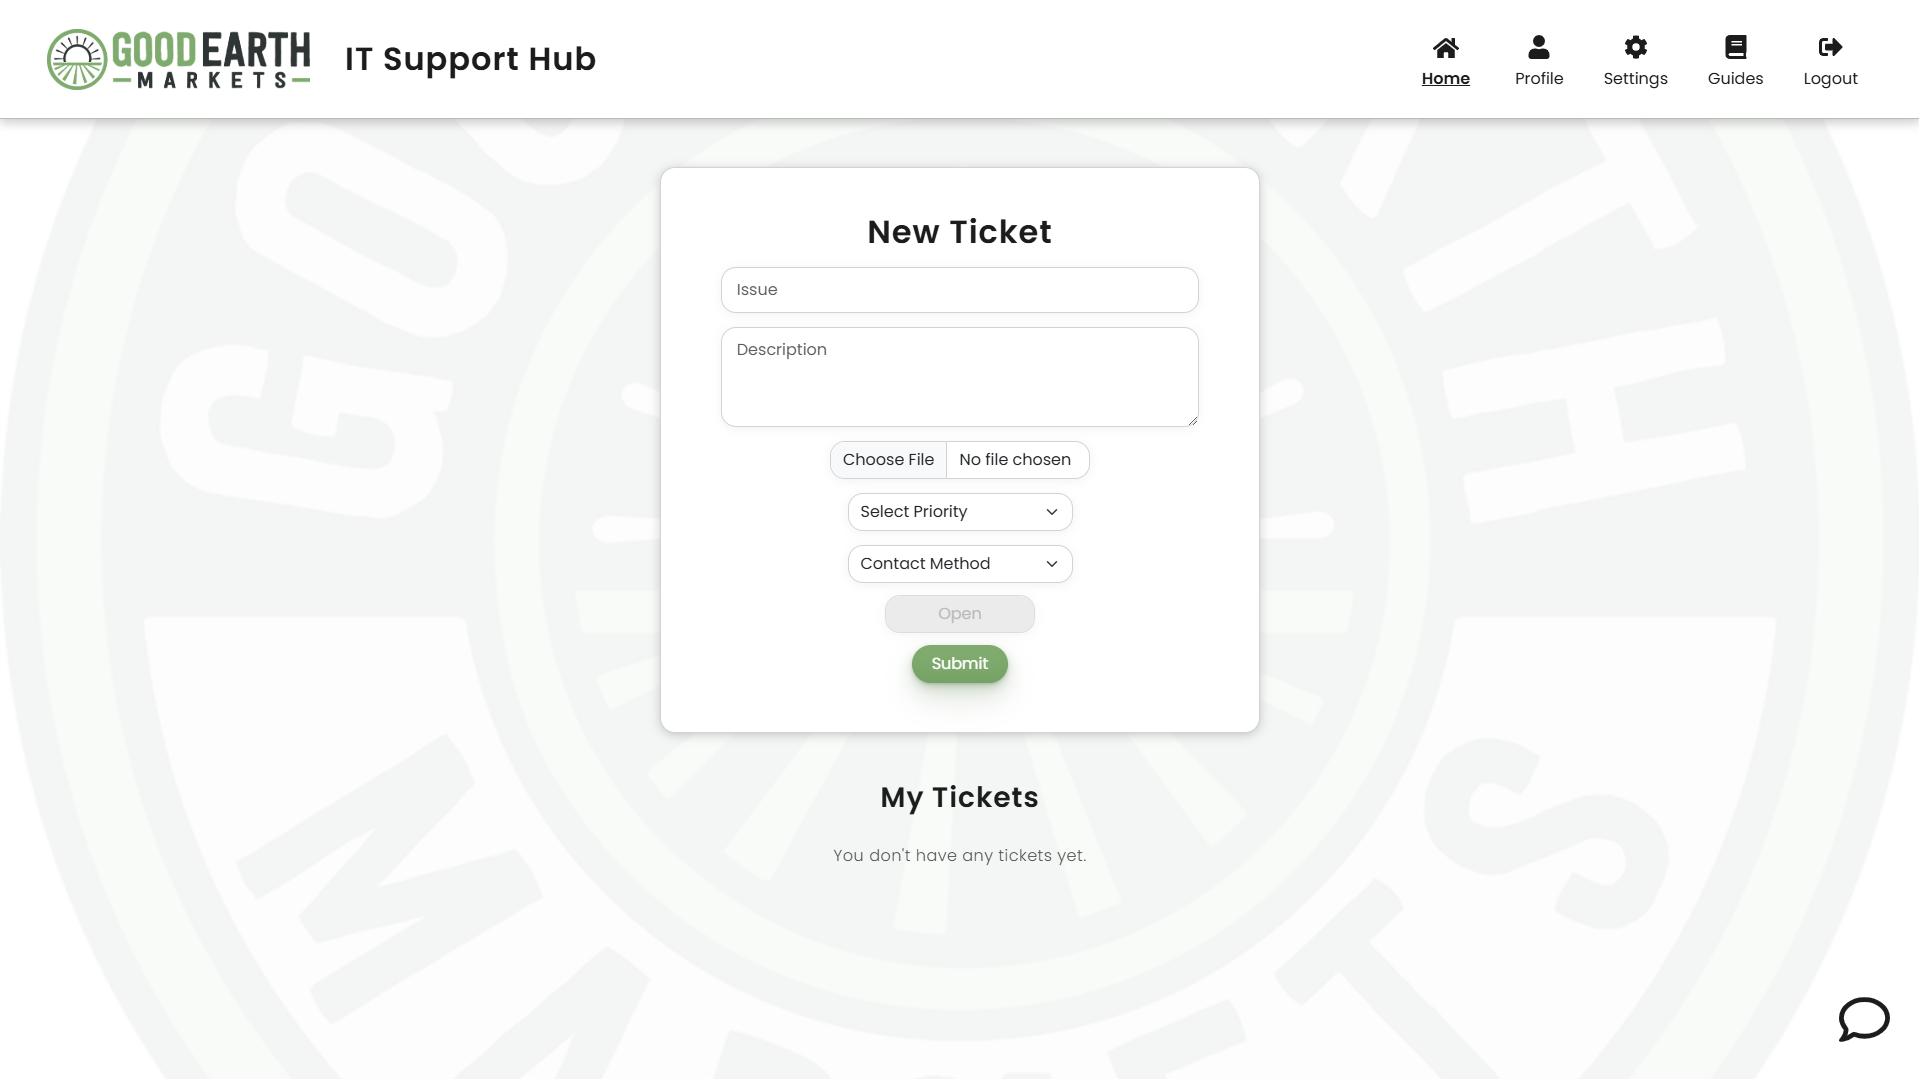 GOOD EARTH
MARKETS
IT Support Hub
Home
Profile
Settings
Guides
Logout
New Ticket
Issue
Description
Choose File
No file chosen
Select Priority
Contact Method
Open
Submit
My Tickets
You don't have any tickets yet.